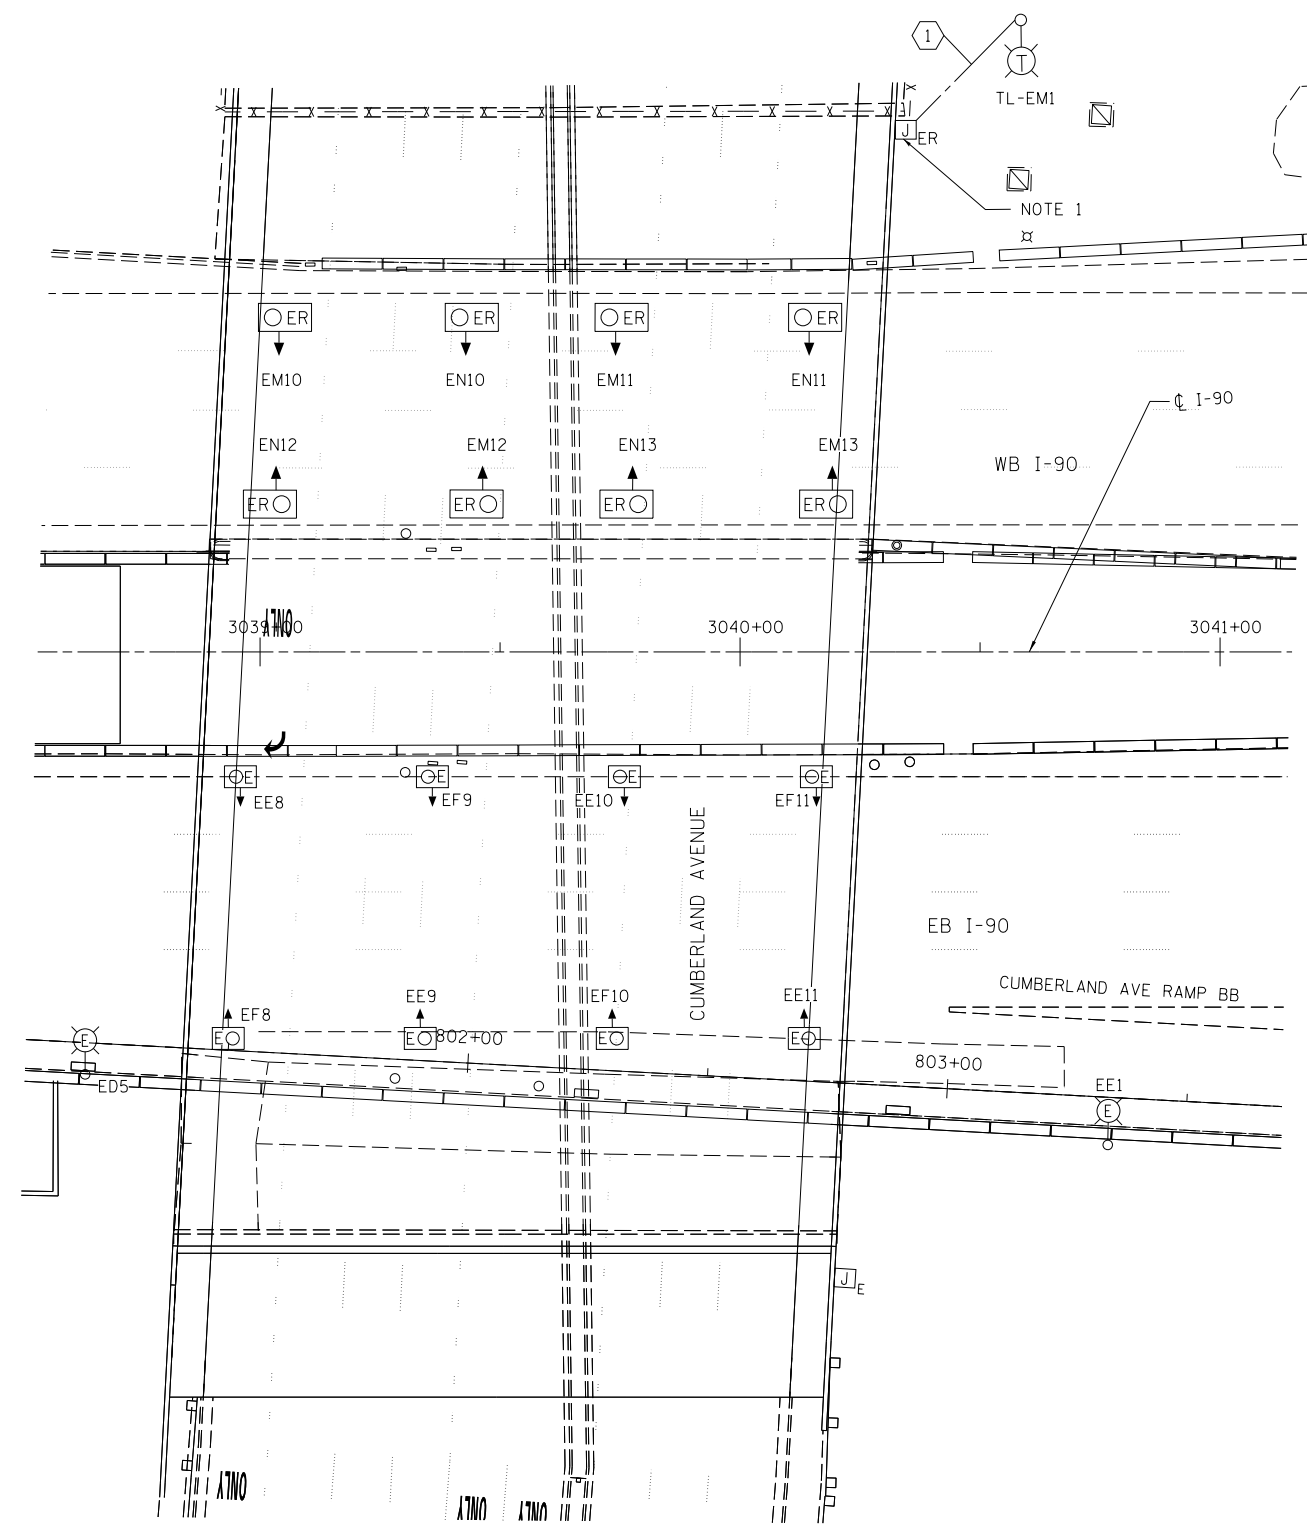 1
T
TL-EM1
J
ER
NOTE 1
ER
ER
ER
ER
EM10
EN10
EM11
EN11
℄ I-90
EN12
EM12
EN13
EM13
WB I-90
ER
ER
ER
ER
ONLY
3039+00
3040+00
3041+00
E
E
E
E
EE8
EF9
EE10
EF11
CUMBERLAND AVENUE
EB I-90
CUMBERLAND AVE RAMP BB
EF8
EE9
EF10
EE11
E
E
E
E
E
802+00
803+00
ED5
EE1
E
J
E
ONLY
ONLY
ONLY